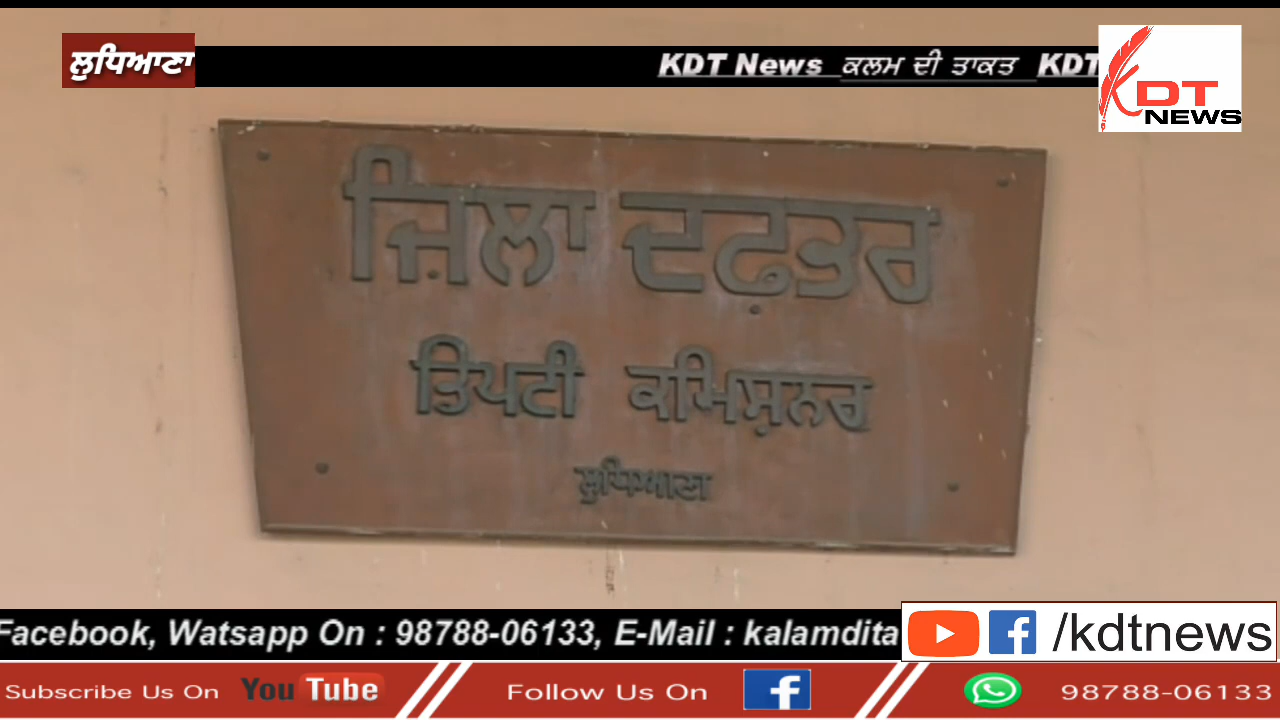 ਲੁਧਿਆਣਾ
KDT News ਕਲਮ ਦੀ ਤਾਕਤ KDT
KDT
NEWS
ਜ਼ਿਲਾ ਦਫ਼ਤਰ
ਡਿਪਟੀ ਕਮਿਸ਼ਨਰ
ਲੁਧਿਆਣਾ
Facebook, Watsapp On : 98788-06133, E-Mail : kalamdita
/kdtnews
Subscribe Us On YouTube Follow Us On 98788-06133